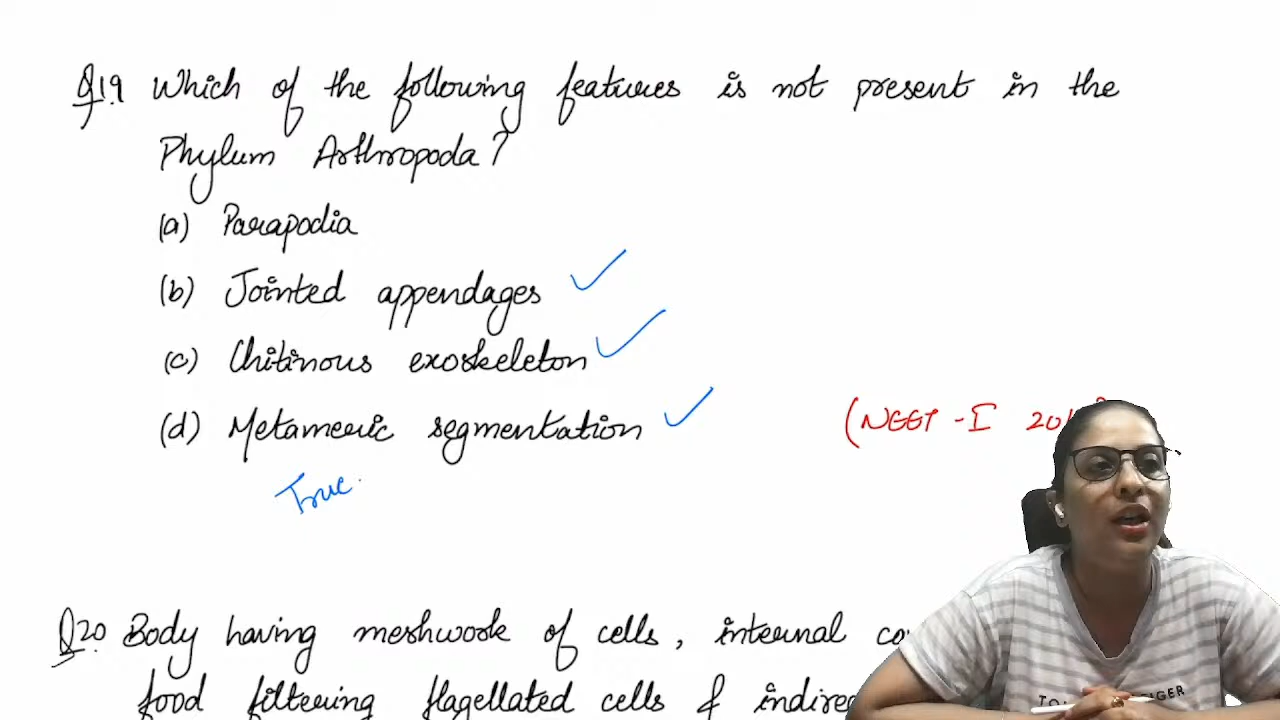 Q19 Which of the following features is not present in the
Phylum Arthropoda?
(a) Parapodia
(b) Jointed appendages
(c) Chitinous exoskeleton
(d) Metameric segmentation
(NEET-I
True.
Q20. Body having meshwork of cells, internal
food filtering flagellated cells &